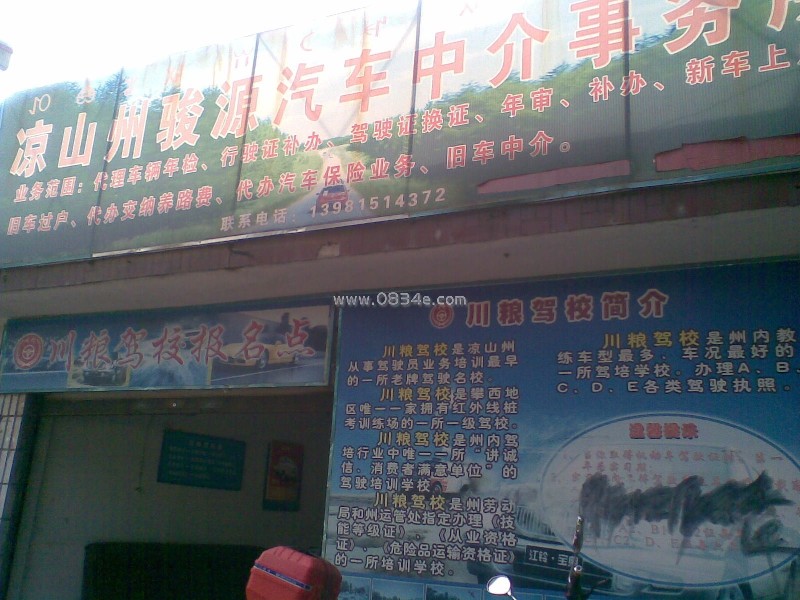 凉山州骏源汽车中介事务
业务范围：代理车辆年检、行驶证补办、驾驶证换证、年审、补办、新车上
旧车过户、代办交纳养路费、代办汽车保险业务、旧车中介。
联系电话：13981514372
www.0834e.com
川粮驾校报名点
川粮驾校简介
川粮驾校是凉山州
从事驾驶员业务培训最早
的一所老牌驾驶名校。
川粮驾校是攀西地
区唯一一家拥有红外线桩
考训练场的一所一级驾校。
川粮驾校是州内驾
培行业中唯一一所“讲诚
信、消费者满意单位”的
驾驶培训学校。
川粮驾校是州劳动
局和州运管处指定办理《技
能等级证》、《从业资格
证》、《危险品运输资格证》
的一所培训学校。
川粮驾校是州内教
练车型最多、车况最好的
一所驾培学校。办理A、B、
C、D、E各类驾驶执照。
江铃·宝